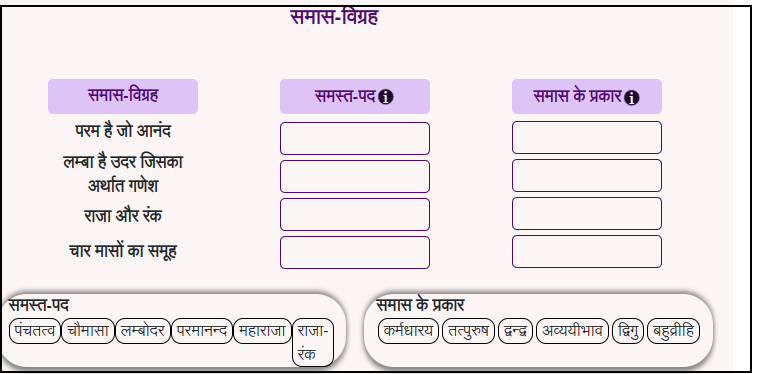 समास-विग्रह
समास-विग्रह समस्त-पद i समास के प्रकार i
परम है जो आनंद
लम्बा है उदर जिसका
अर्थात गणेश
राजा और रंक
चार मासों का समूह
समस्त-पद
पंचतत्व चौमासा लम्बोदर परमानन्द महाराजा राजा-
रंक
समास के प्रकार
कर्मधारय तत्पुरुष द्वन्द्व अव्ययीभाव द्विगु बहुव्रीहि